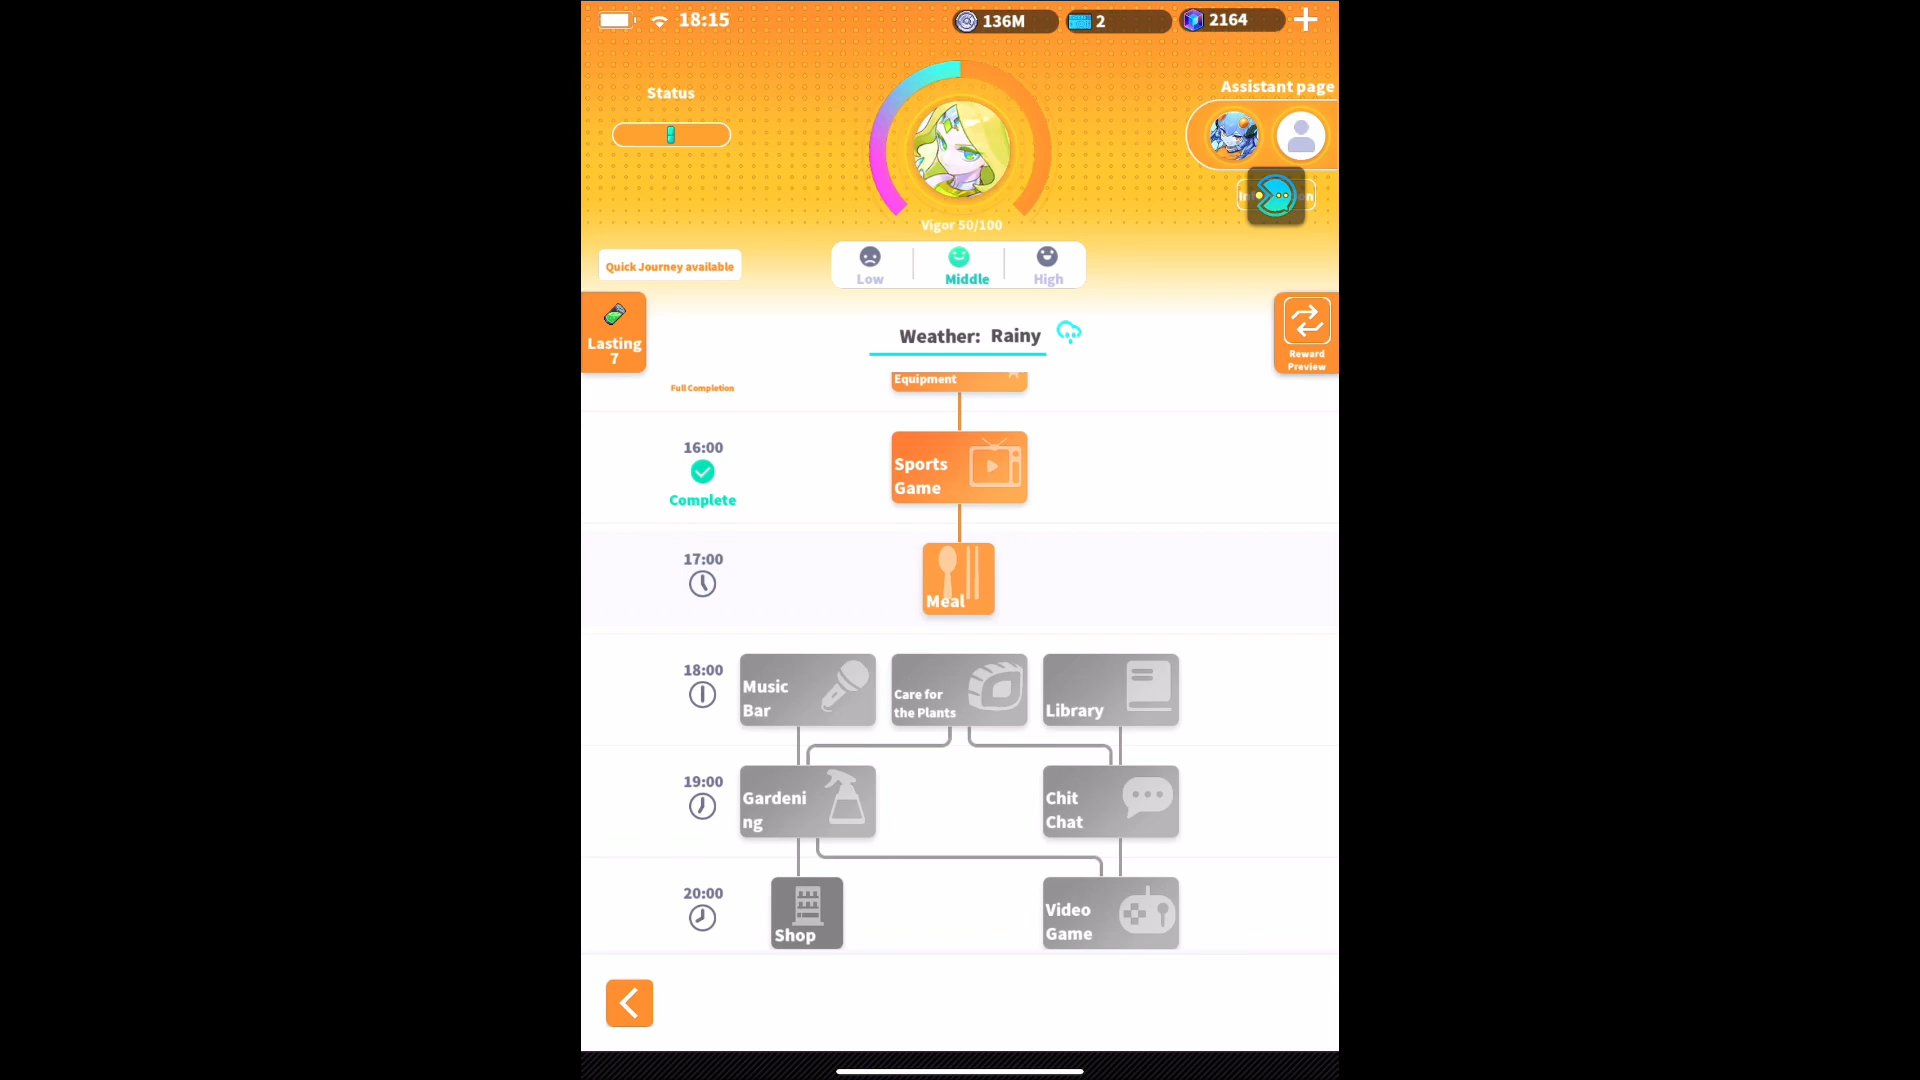 18:15
136M
2
2164
Status
Assistant page
Vigor 50/100
Quick Journey available
Low
Middle
High
Lasting
7
Weather: Rainy
Reward
Preview
Full Completion
Equipment
16:00
Complete
Sports
Game
17:00
Meal
18:00
Music
Bar
Care for
the Plants
Library
19:00
Gardeni
ng
Chit
Chat
20:00
Shop
Video
Game